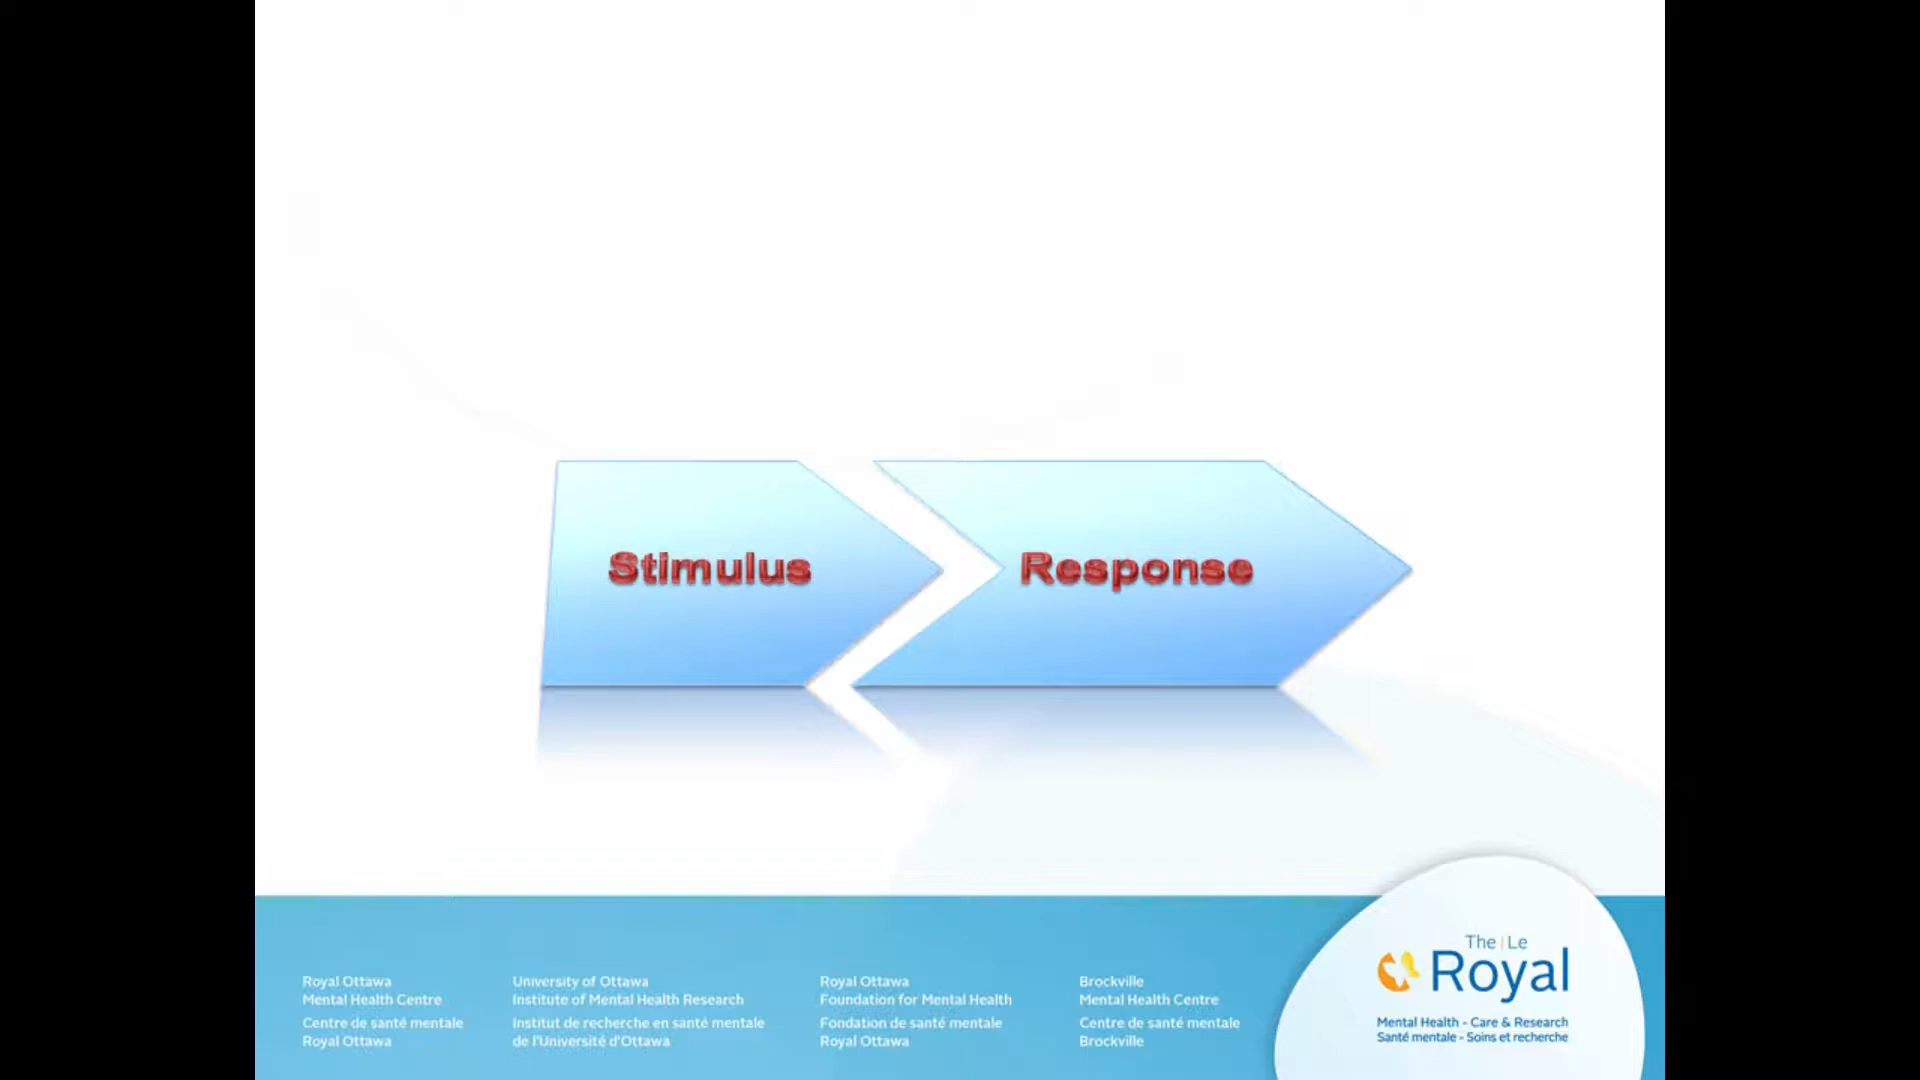 Stimulus
Response
Royal Ottawa
Mental Health Centre
Centre de santé mentale
Royal Ottawa
University of Ottawa
Institute of Mental Health Research
Institut de recherche en santé mentale
de l'Université d'Ottawa
Royal Ottawa
Foundation for Mental Health
Fondation de santé mentale
Royal Ottawa
Brockville
Mental Health Centre
Centre de santé mentale
Brockville
The | Le
Royal
Mental Health - Care & Research
Santé mentale - Soins et recherche